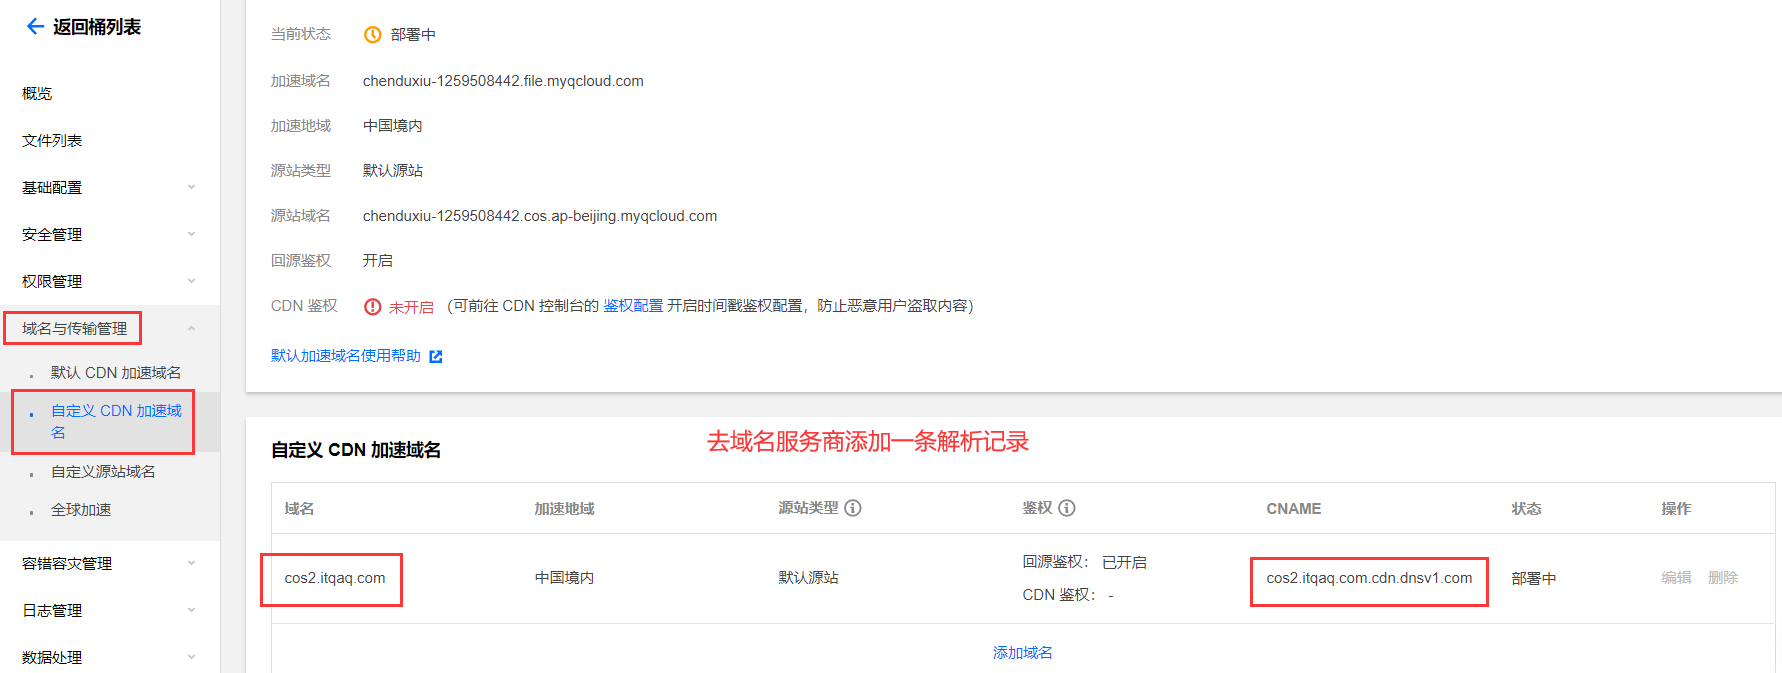 返回桶列表
概览
文件列表
基础配置
安全管理
权限管理
域名与传输管理
默认 CDN 加速域名
自定义 CDN 加速域
名
自定义源站域名
全球加速
容错容灾管理
日志管理
数据处理
当前状态 部署中
加速域名 chenduxiu-1259508442.file.myqcloud.com
加速地域 中国境内
源站类型 默认源站
源站域名 chenduxiu-1259508442.cos.ap-beijing.myqcloud.com
回源鉴权 开启
CDN 鉴权 未开启 (可前往 CDN 控制台的 鉴权配置 开启时间戳鉴权配置，防止恶意用户盗取内容)
默认加速域名使用帮助
自定义 CDN 加速域名
去域名服务商添加一条解析记录
域名 加速地域 源站类型 鉴权 CNAME 状态 操作
cos2.itqaq.com 中国境内 默认源站 回源鉴权： 已开启 cos2.itqaq.com.cdn.dnsv1.com 部署中 编辑 删除
CDN 鉴权： -
添加域名